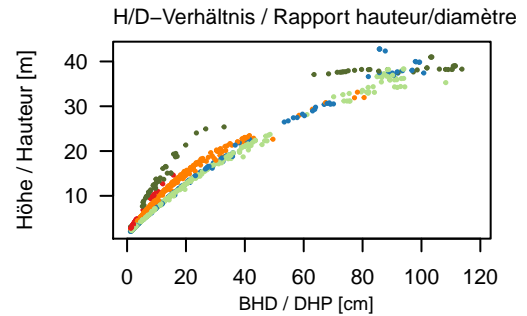 H/D−Verhältnis / Rapport hauteur/diamètre
Höhe / Hauteur [m]
40
30
20
10
0 20 40 60 80 100 120
BHD / DHP [cm]